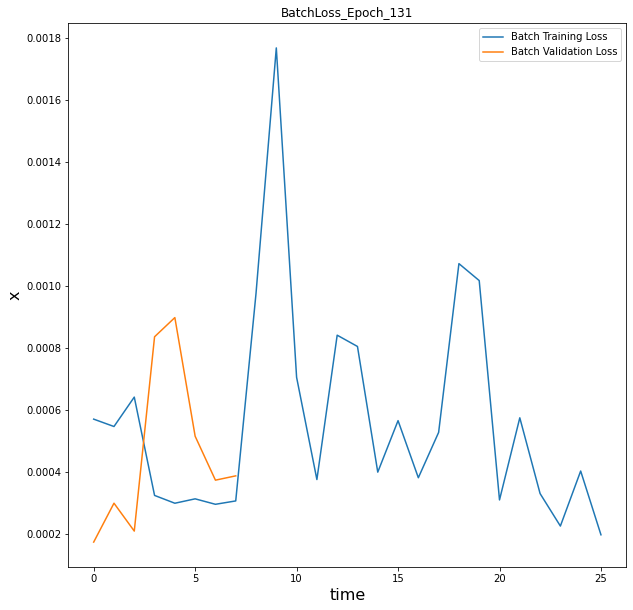 BatchLoss_Epoch_131
Batch Training Loss
Batch Validation Loss
0.0018
0.0016
0.0014
0.0012
0.0010
0.0008
0.0006
0.0004
0.0002
x
0 5 10 15 20 25
time